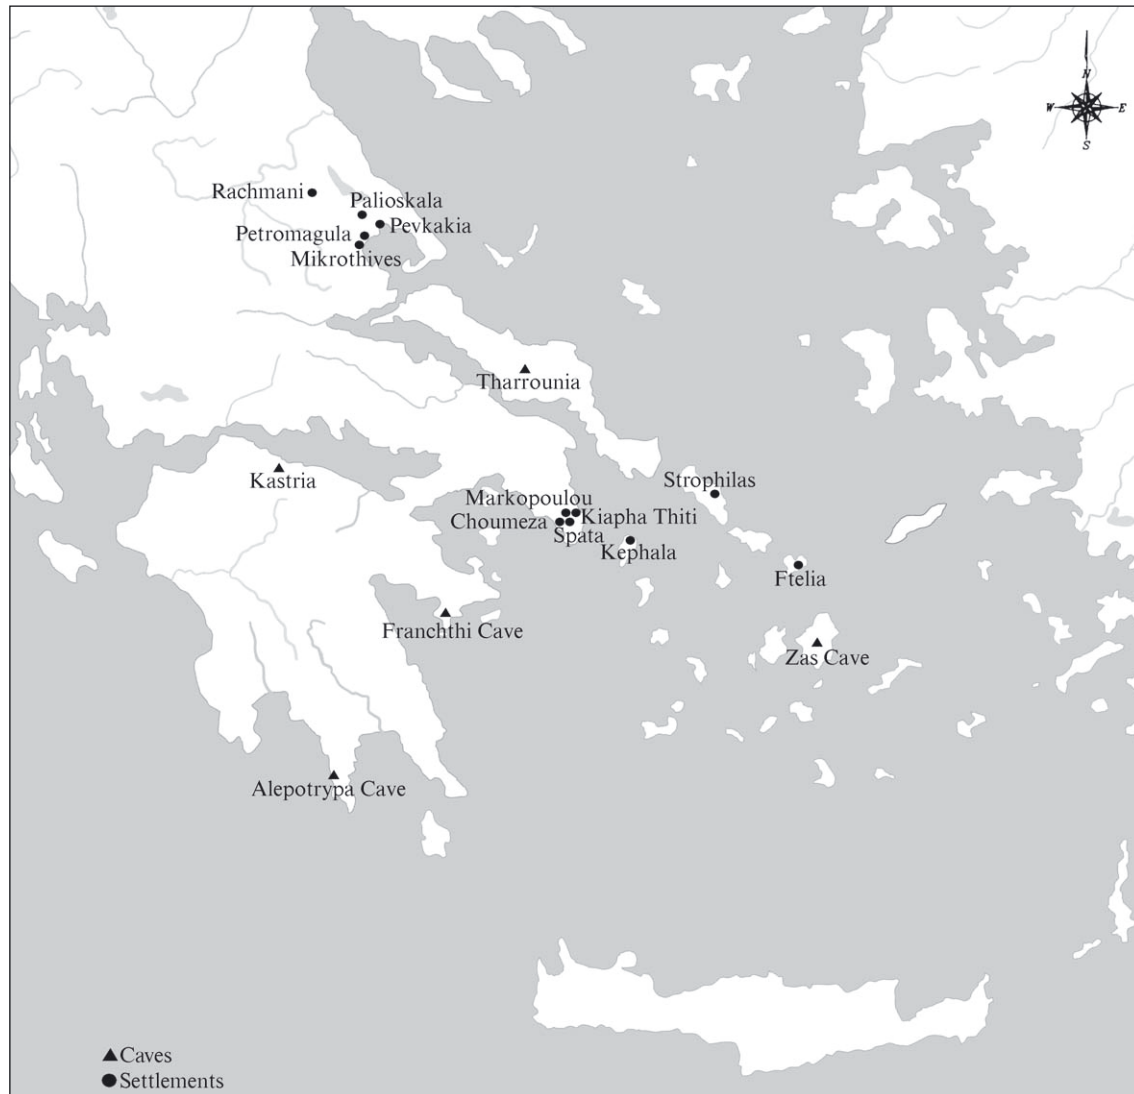 N
W E
S
Rachmani
Palioskala
Pevkakia
Petromagula
Mikrothives
Tharrounia
Kastria
Strophilas
Markopoulou
Choumeza
Kiapha Thiti
Spata
Kephala
Ftelia
Franchthi Cave
Zas Cave
Alepotrypa Cave
Caves
Settlements